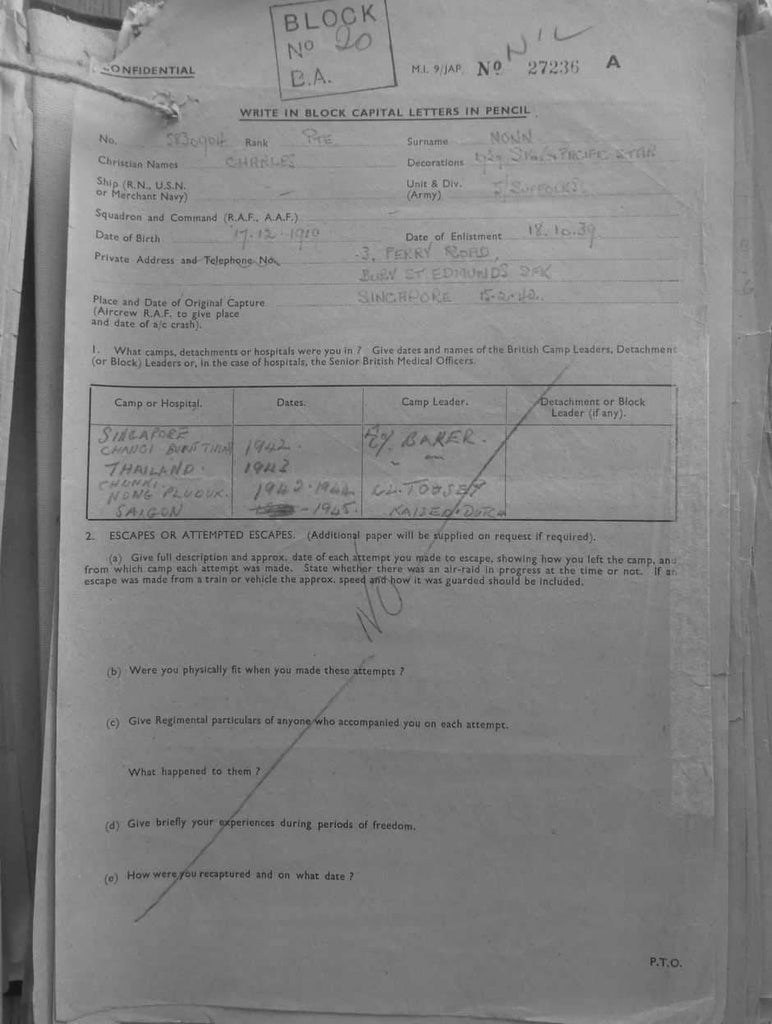 BLOCK
Nº 20
B.A.
NIL
CONFIDENTIAL
M.I. 9/JAP. Nº 27236 A
WRITE IN BLOCK CAPITAL LETTERS IN PENCIL
No. 5830904 Rank PTE Surname NONN
Christian Names CHARLES Decorations STAR PACIFIC STAR
Ship (R.N., U.S.N. or Merchant Navy) - Unit & Div. (Army) SUFFOLKS
Squadron and Command (R.A.F., A.A.F.) -
Date of Birth 17-12-1919 Date of Enlistment 18.10.39
Private Address and Telephone No. 3, FERRY ROAD,
BURY ST EDMUNDS SFK
Place and Date of Original Capture SINGAPORE 15-2-42.
(Aircrew R.A.F. to give place
and date of a/c crash).
1. What camps, detachments or hospitals were you in ? Give dates and names of the British Camp Leaders, Detachment
(or Block) Leaders or, in the case of hospitals, the Senior British Medical Officers.
Camp or Hospital. Dates. Camp Leader. Detachment or Block
Leader (if any).
SINGAPORE
CHANGI 1942. BAKER.
THAILAND. 1943 " "
CHUNKI.
NONG PLUOUK. 1943-1944 TOOSEY
SAIGON -1945.
2. ESCAPES OR ATTEMPTED ESCAPES. (Additional paper will be supplied on request if required).
(a) Give full description and approx. date of each attempt you made to escape, showing how you left the camp, and
from which camp each attempt was made. State whether there was an air-raid in progress at the time or not. If an
escape was made from a train or vehicle the approx. speed and how it was guarded should be included.
NO
(b) Were you physically fit when you made these attempts ?
(c) Give Regimental particulars of anyone who accompanied you on each attempt.
What happened to them ?
(d) Give briefly your experiences during periods of freedom.
(e) How were you recaptured and on what date ?
P.T.O.